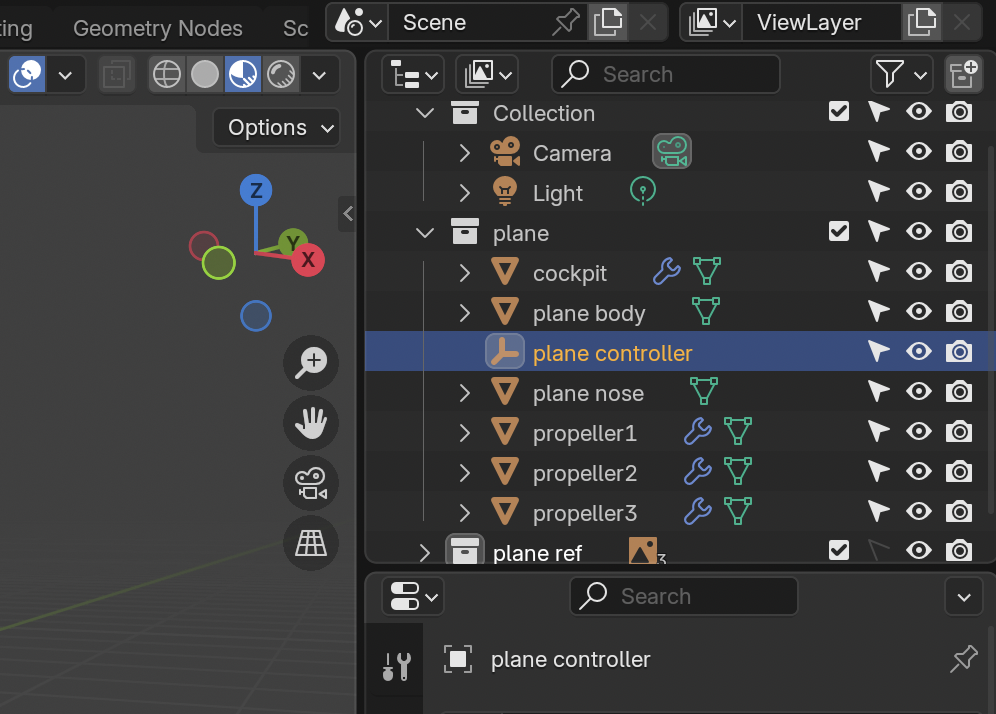 ing Geometry Nodes Sc Scene ViewLayer
Search
Options
Collection
Camera
Z
Light
Y
X
plane
cockpit
plane body
plane controller
plane nose
propeller1
propeller2
propeller3
plane ref 3
Search
plane controller